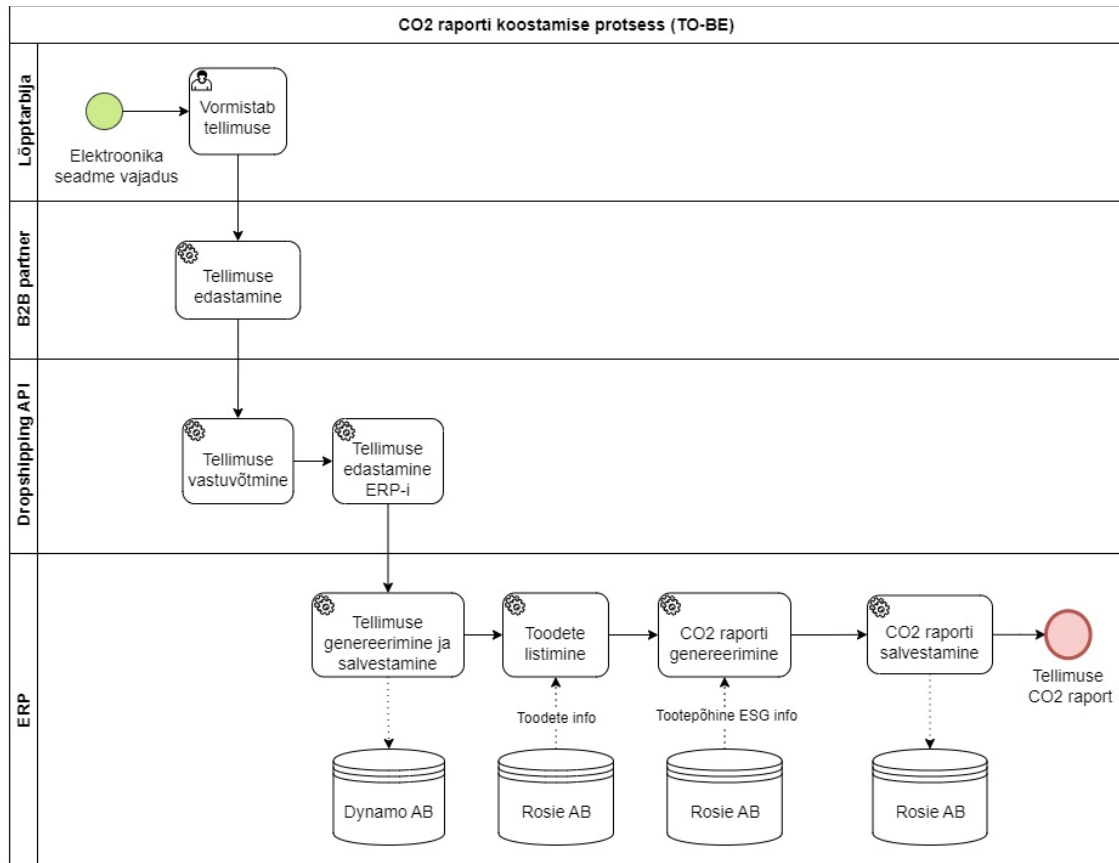 CO2 raporti koostamise protsess (TO-BE)
Lõpptarbija
Vormistab
tellimuse
Elektroonika
seadme vajadus
B2B partner
Tellimuse
edastamine
Dropshipping API
Tellimuse
vastuvõtmine
Tellimuse
edastamine
ERP-i
ERP
Tellimuse
genereerimine ja
salvestamine
Toodete
listimine
CO2 raporti
genereerimine
CO2 raporti
salvestamine
Tellimuse
CO2 raport
Toodete info
Tootepõhine ESG info
Dynamo AB
Rosie AB
Rosie AB
Rosie AB